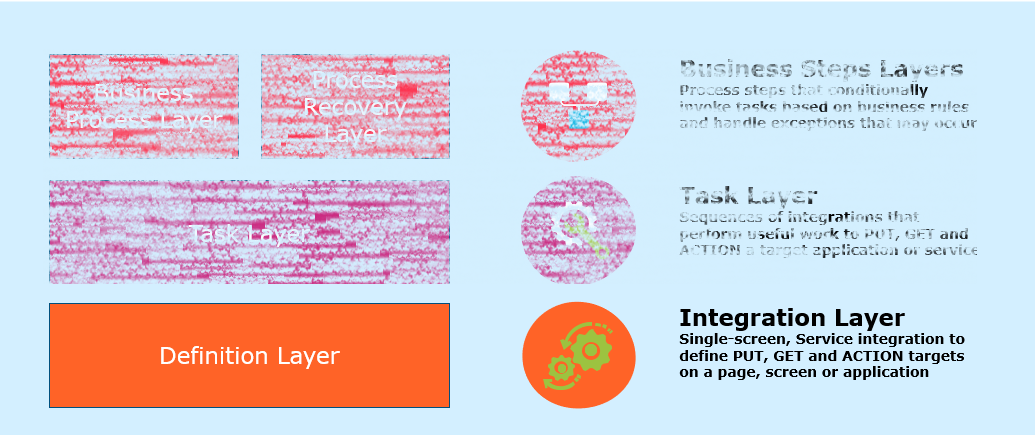 Business
Process Layer
Process
Recovery
Layer
Business Steps Layers
Process steps that conditionally
invoke tasks based on business rules
and handle exceptions that may occur
Task Layer
Task Layer
Sequences of integrations that
perform useful work to PUT, GET and
ACTION a target application or service
Definition Layer
Integration Layer
Single-screen, Service integration to
define PUT, GET and ACTION targets
on a page, screen or application